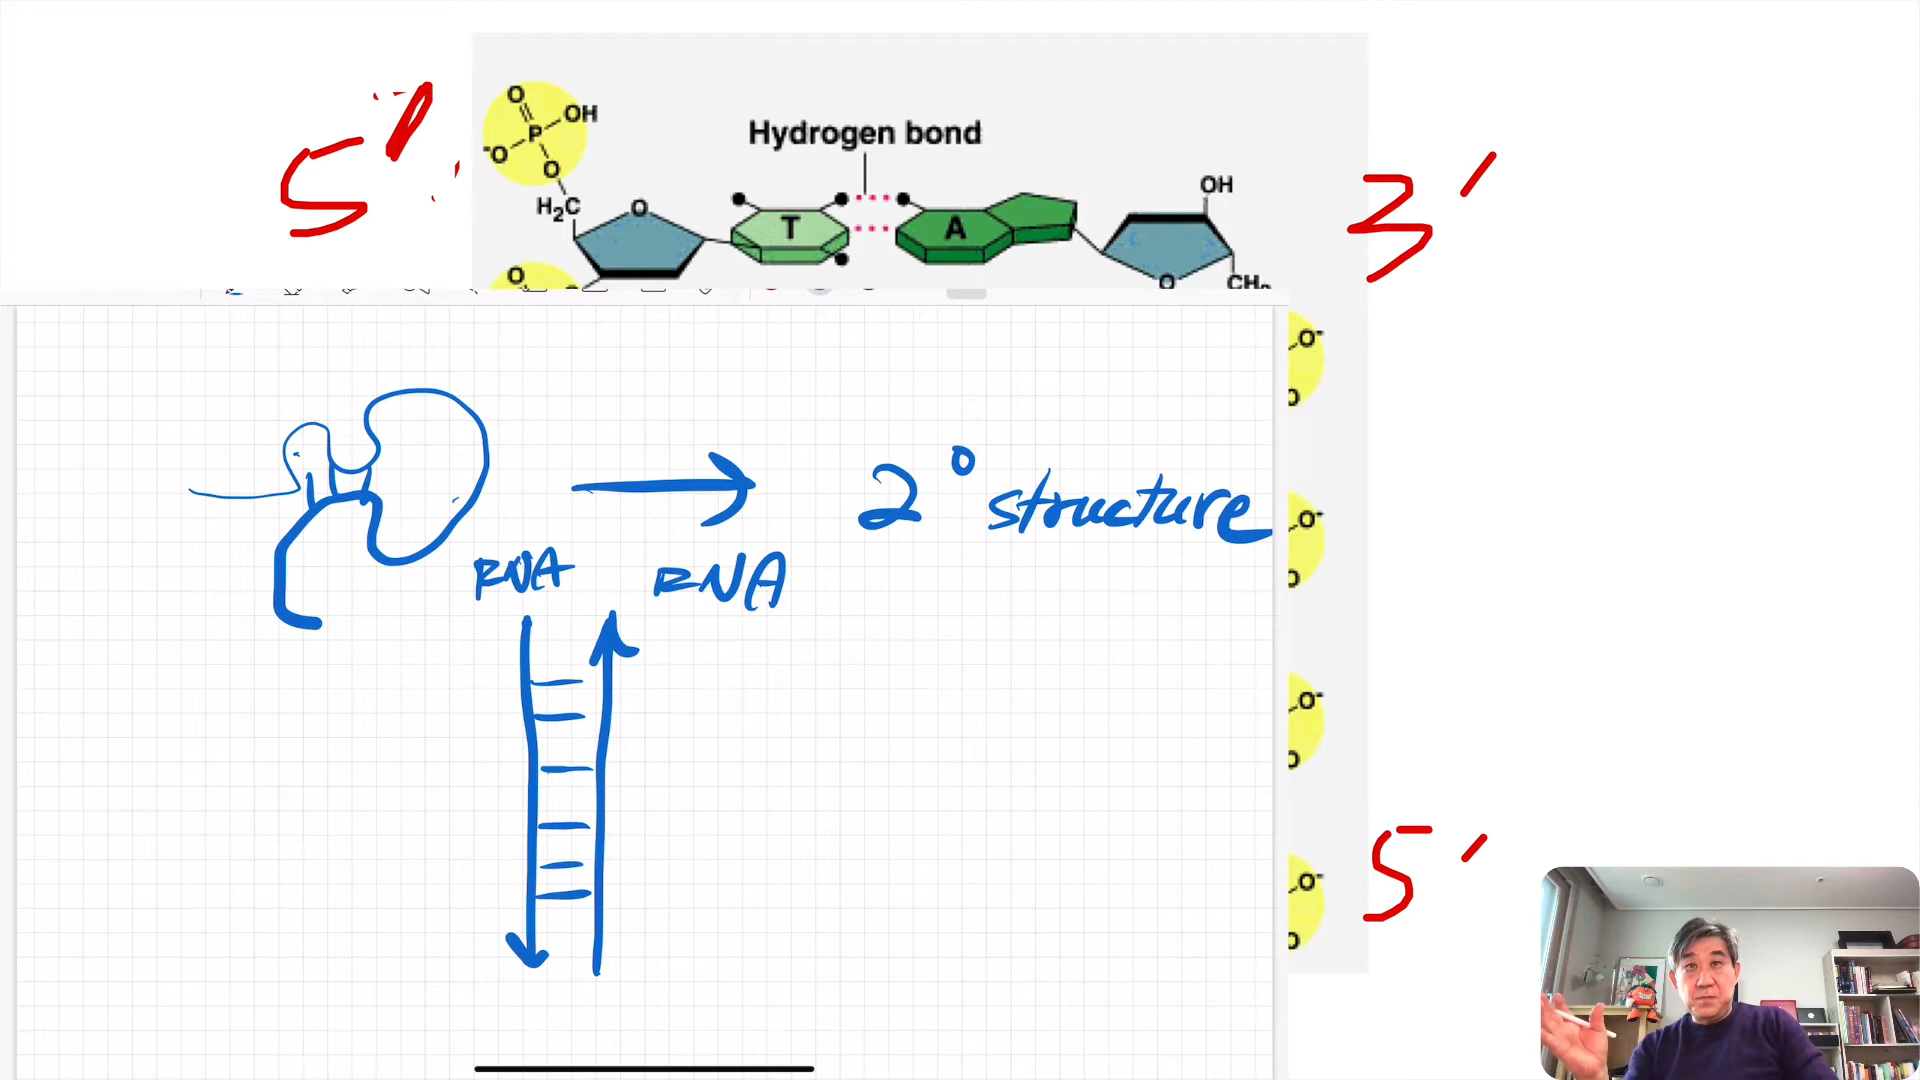 5'
O
OH
P
-O
O
H₂C
O
Hydrogen bond
T
A
OH
O
CH₂
3'
O
O-
O
2° structure
O-
O
RNA RNA
O-
O
5'
O-
O